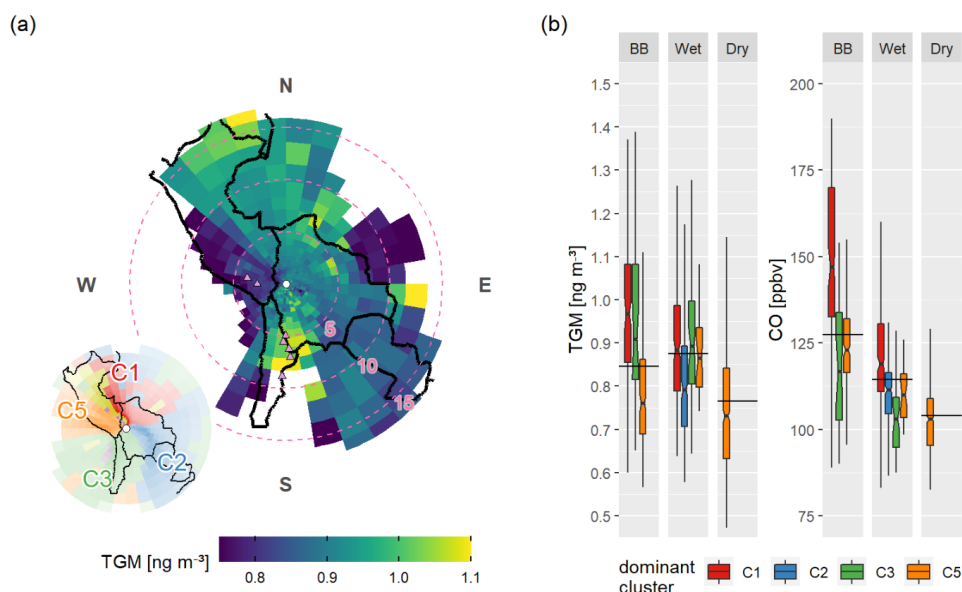 (a)
N
W
E
S
5
10
15
C1
C5
C2
C3
TGM [ng m⁻³]
0.8 0.9 1.0 1.1
(b)
BB Wet Dry
TGM [ng m⁻³]
1.5
1.4
1.3
1.2
1.1
1.0
0.9
0.8
0.7
0.6
0.5
BB Wet Dry
CO [ppbv]
200
175
150
125
100
75
dominant
cluster
C1 C2 C3 C5